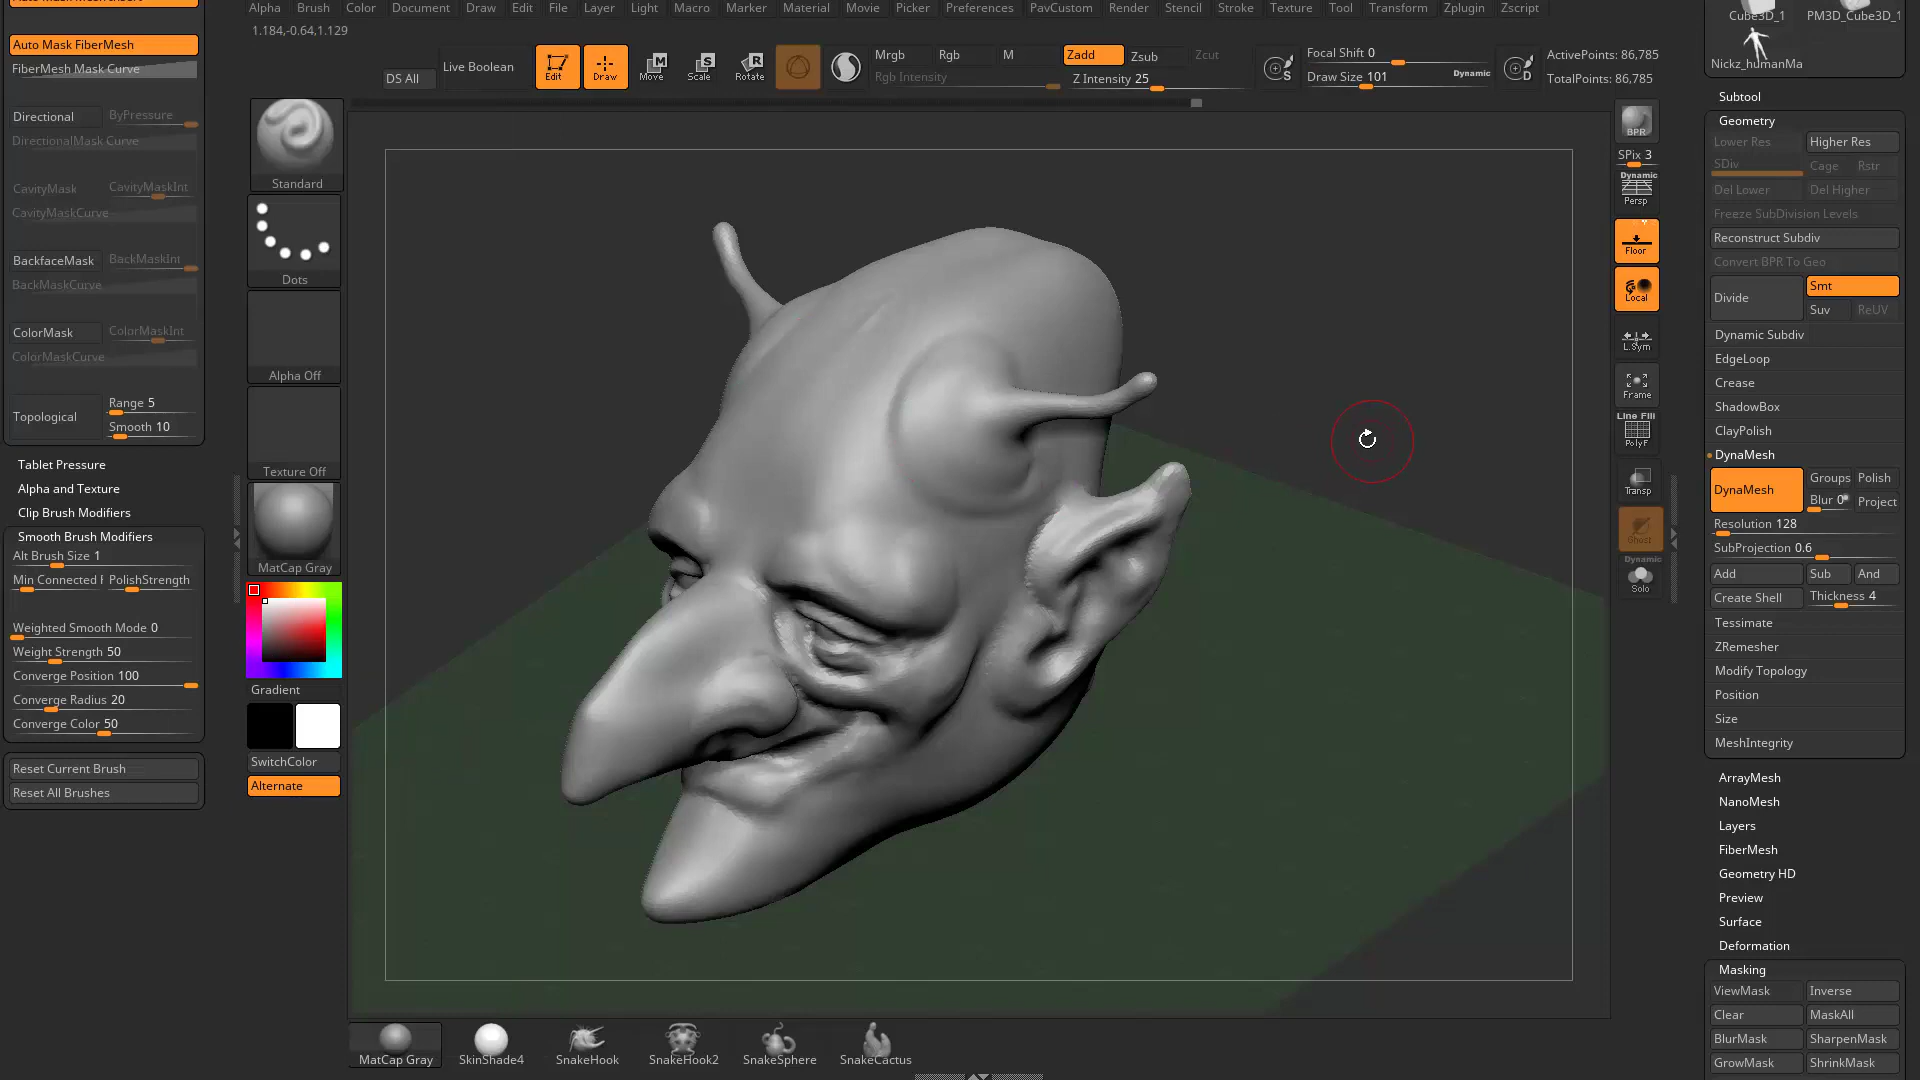 Alpha Brush Color Document Draw Edit File Layer Light Macro Marker Material Movie Picker Preferences PavCustom Render Stencil Stroke Texture Tool Transform Zplugin Zscript
1.184,-0.64,1.129
Auto Mask FiberMesh
FiberMesh Mask Curve
Directional ByPressure
DirectionalMask Curve
CavityMask CavityMaskInt
CavityMaskCurve
BackfaceMask BackMaskInt
BackMaskCurve
ColorMask ColorMaskInt
ColorMaskCurve
Topological
Range 5
Smooth 10
Tablet Pressure
Alpha and Texture
Clip Brush Modifiers
Smooth Brush Modifiers
Alt Brush Size 1
Min Connected PolishStrength
Weighted Smooth Mode 0
Weight Strength 50
Converge Position 100
Converge Radius 20
Converge Color 50
Reset Current Brush
Reset All Brushes
DS All
Live Boolean
Edit
Draw
Move
Scale
Rotate
Mrgb Rgb M
Rgb Intensity
Zadd Zsub Zcut
Z Intensity 25
Focal Shift 0
Draw Size 101
Dynamic
ActivePoints: 86,785
TotalPoints: 86,785
Standard
Dots
Alpha Off
Texture Off
MatCap Gray
Gradient
SwitchColor
Alternate
BPR
SPix 3
Dynamic
Persp
Floor
Local
L.Sym
Frame
Line Fill
PolyF
Transp
Ghost
Dynamic
Solo
MatCap Gray
SkinShade4
SnakeHook
SnakeHook2
SnakeSphere
SnakeCactus
Cube3D_1
PM3D_Cube3D_1
Nickz_humanMa
Subtool
Geometry
Lower Res Higher Res
SDiv Cage Rstr
Del Lower Del Higher
Freeze SubDivision Levels
Reconstruct Subdiv
Convert BPR To Geo
Divide
Smt
Suv ReUV
Dynamic Subdiv
EdgeLoop
Crease
ShadowBox
ClayPolish
DynaMesh
DynaMesh
Groups Polish
Blur 0 Project
Resolution 128
SubProjection 0.6
Add Sub And
Create Shell Thickness 4
Tessimate
ZRemesher
Modify Topology
Position
Size
MeshIntegrity
ArrayMesh
NanoMesh
Layers
FiberMesh
Geometry HD
Preview
Surface
Deformation
Masking
ViewMask Inverse
Clear MaskAll
BlurMask SharpenMask
GrowMask ShrinkMask